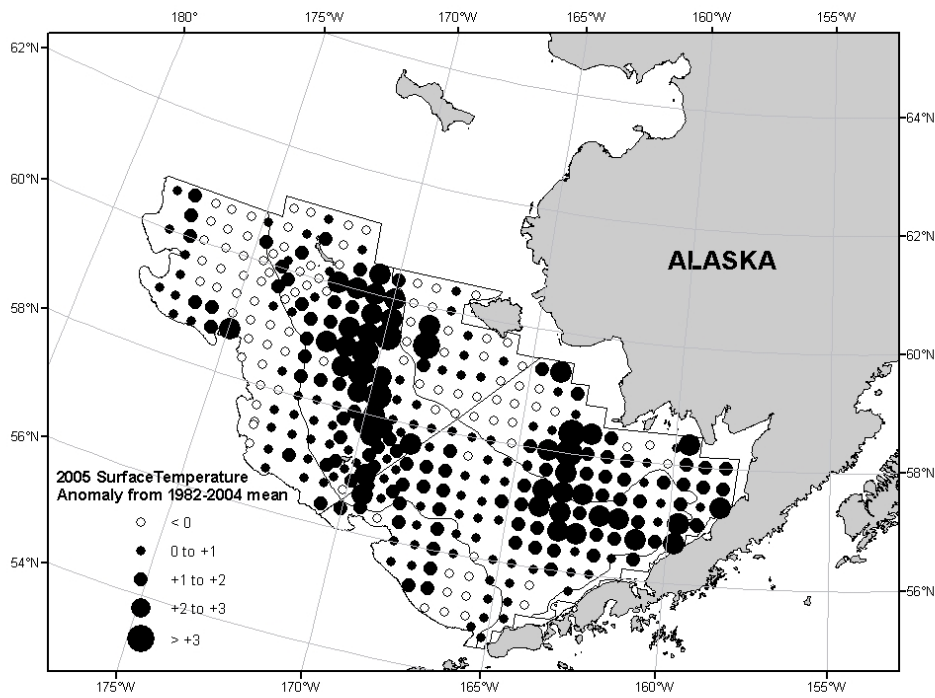 180° 175°W 170°W 165°W 160°W 155°W
62°N
64°N
60°N
62°N
ALASKA
58°N
60°N
56°N
58°N
2005 SurfaceTemperature
Anomaly from 1982-2004 mean
< 0
0 to +1
+1 to +2
+2 to +3
> +3
54°N
56°N
175°W 170°W 165°W 160°W 155°W